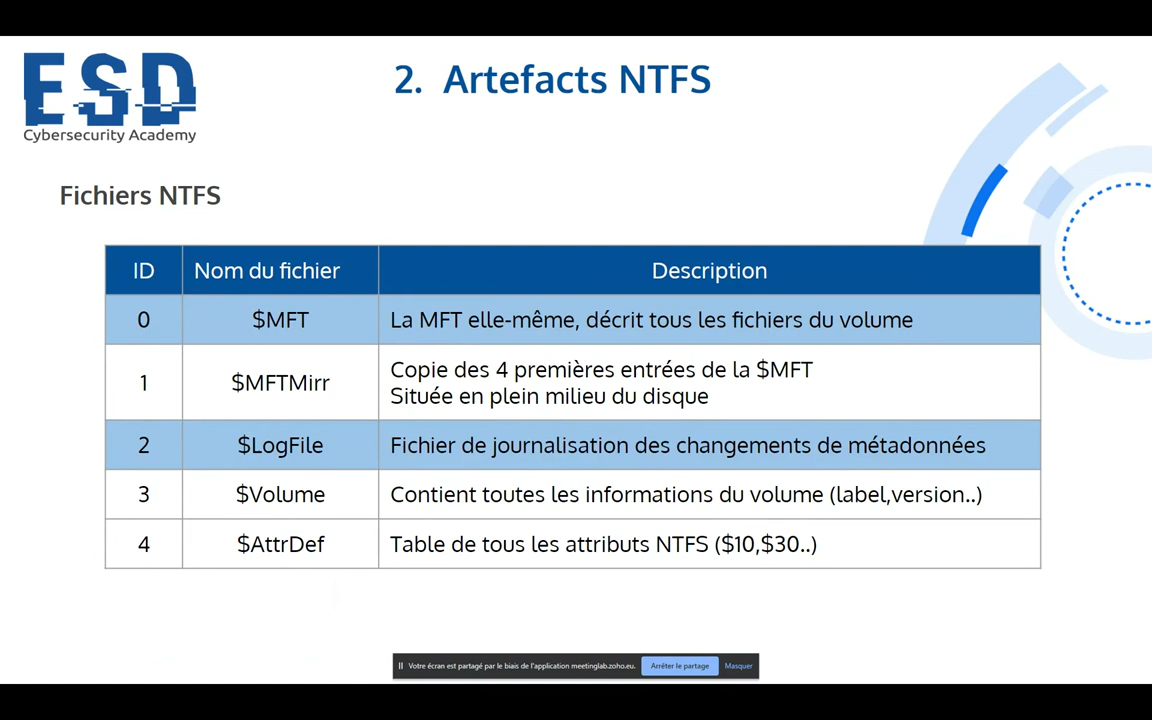 ESD
Cybersecurity Academy
2. Artefacts NTFS
Fichiers NTFS
ID Nom du fichier Description
0 $MFT La MFT elle-même, décrit tous les fichiers du volume
1 $MFTMirr Copie des 4 premières entrées de la $MFT
Située en plein milieu du disque
2 $LogFile Fichier de journalisation des changements de métadonnées
3 $Volume Contient toutes les informations du volume (label,version..)
4 $AttrDef Table de tous les attributs NTFS ($10,$30..)
Votre écran est partagé par le biais de l'application meetinglab.zoho.eu. Arrêter le partage Masquer